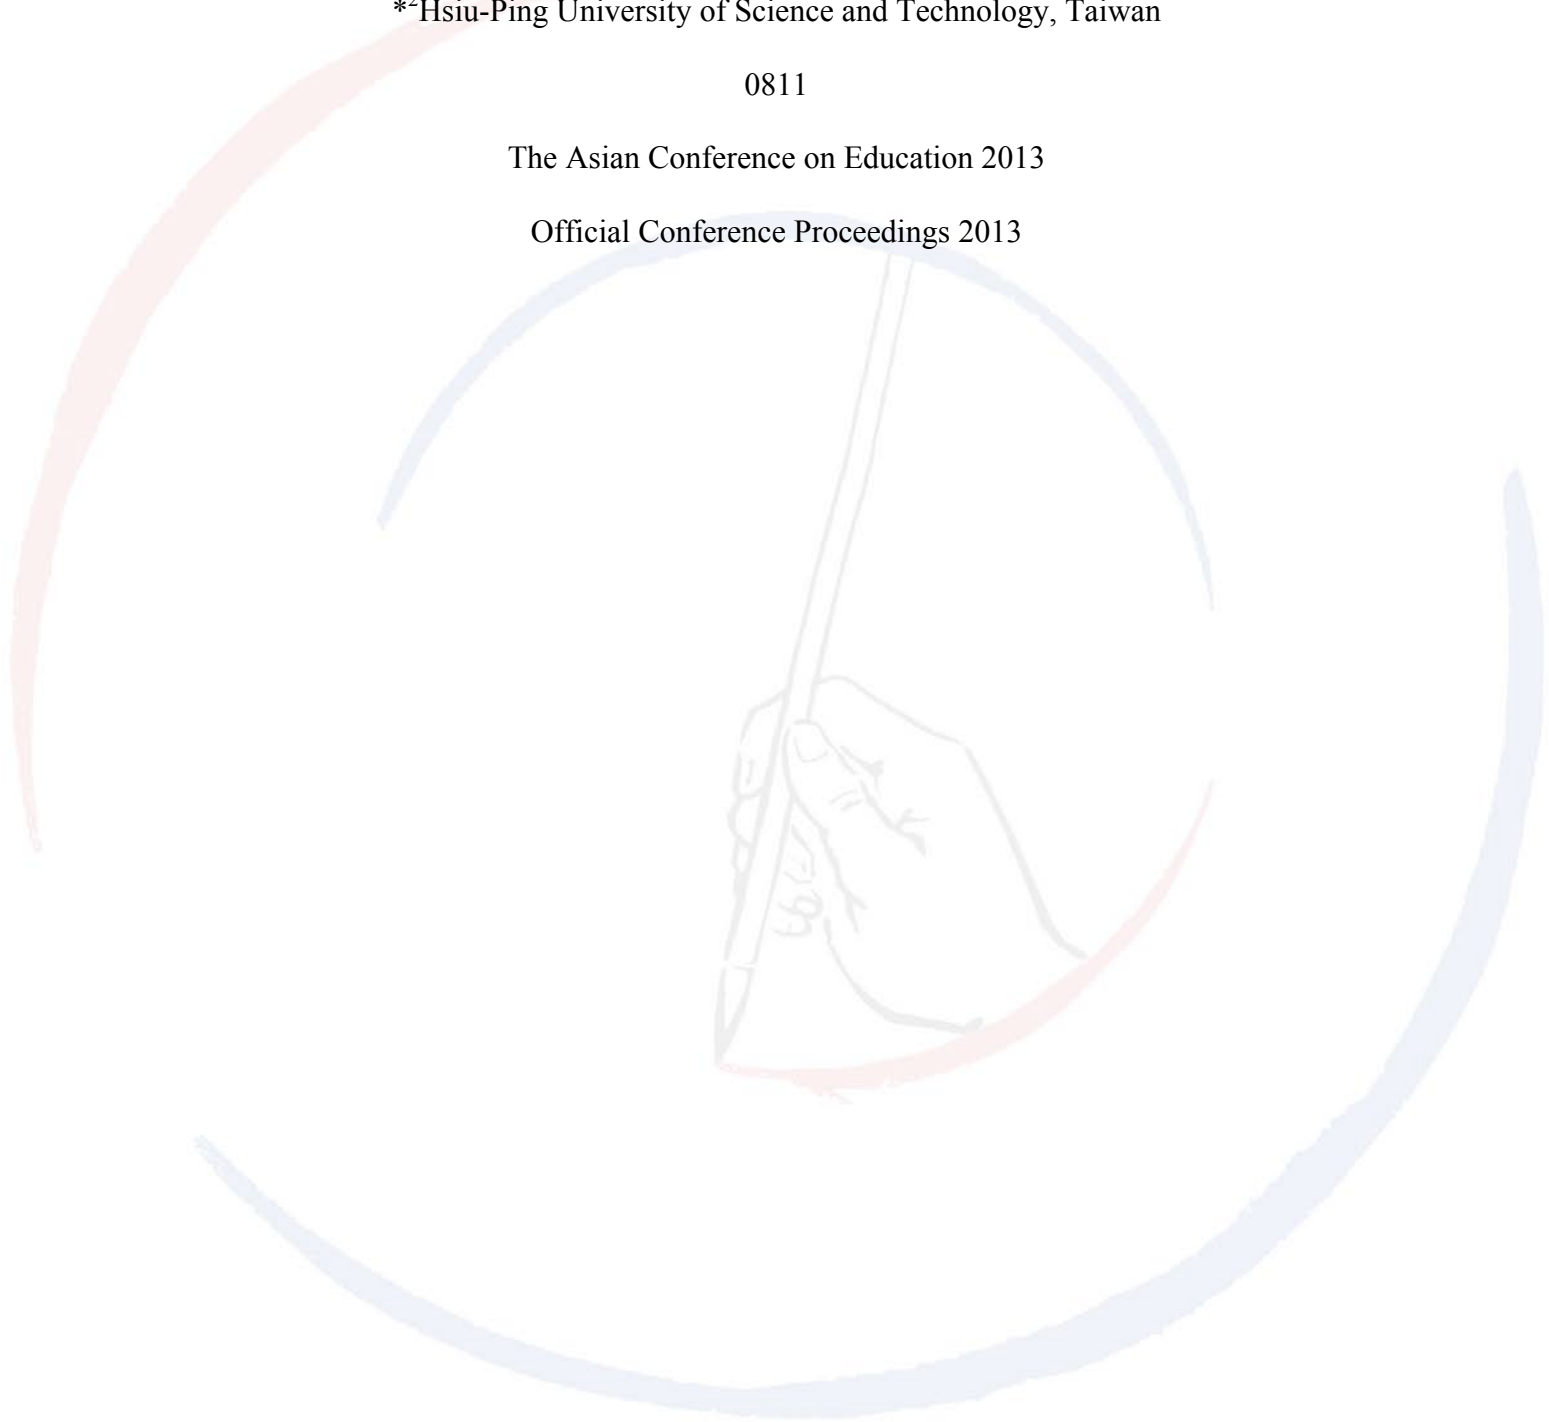 *²Hsiu-Ping University of Science and Technology, Taiwan
0811
The Asian Conference on Education 2013
Official Conference Proceedings 2013